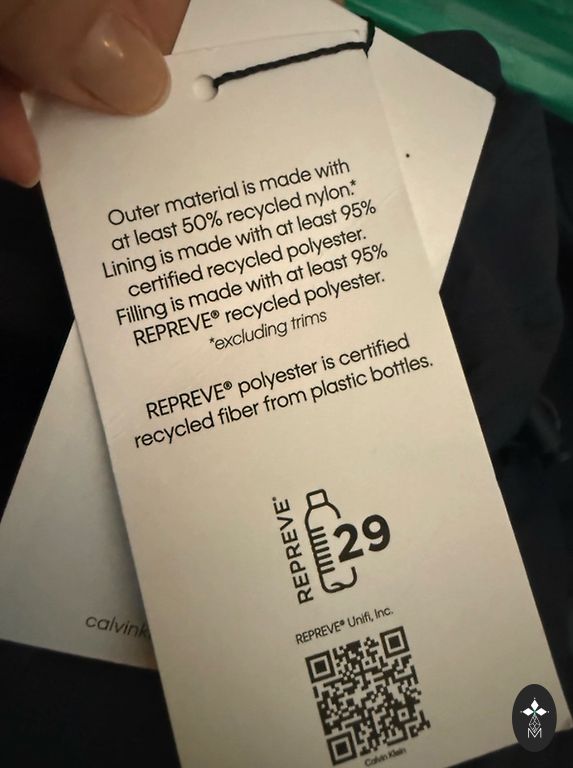 Outer material is made with
at least 50% recycled nylon.*
Lining is made with at least 95%
certified recycled polyester.
Filling is made with at least 95%
REPREVE® recycled polyester.
*excluding trims
REPREVE® polyester is certified
recycled fiber from plastic bottles.
REPREVE®
29
REPREVE® Unifi, Inc.
Calvin Klein
calvink
M